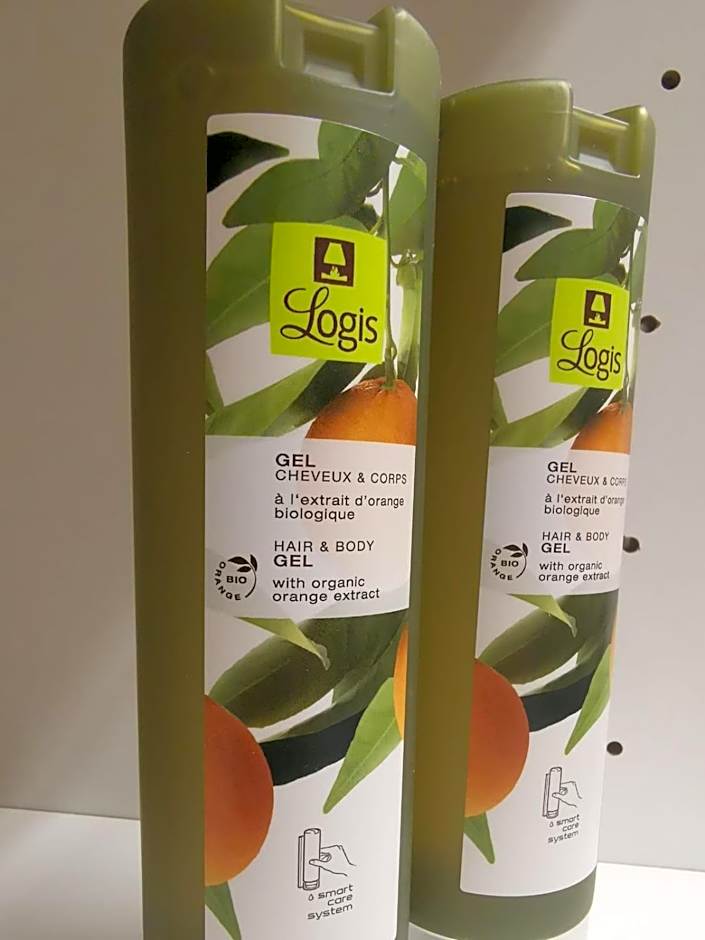 Logis
GEL
CHEVEUX & CORPS
à l'extrait d'orange
biologique
HAIR & BODY
GEL
with organic
orange extract
BIO
ORANGE
smart
care
system
Logis
GEL
CHEVEUX & CORPS
à l'extrait d'orange
biologique
HAIR & BODY
GEL
with organic
orange extract
BIO
ORANGE
smart
care
system